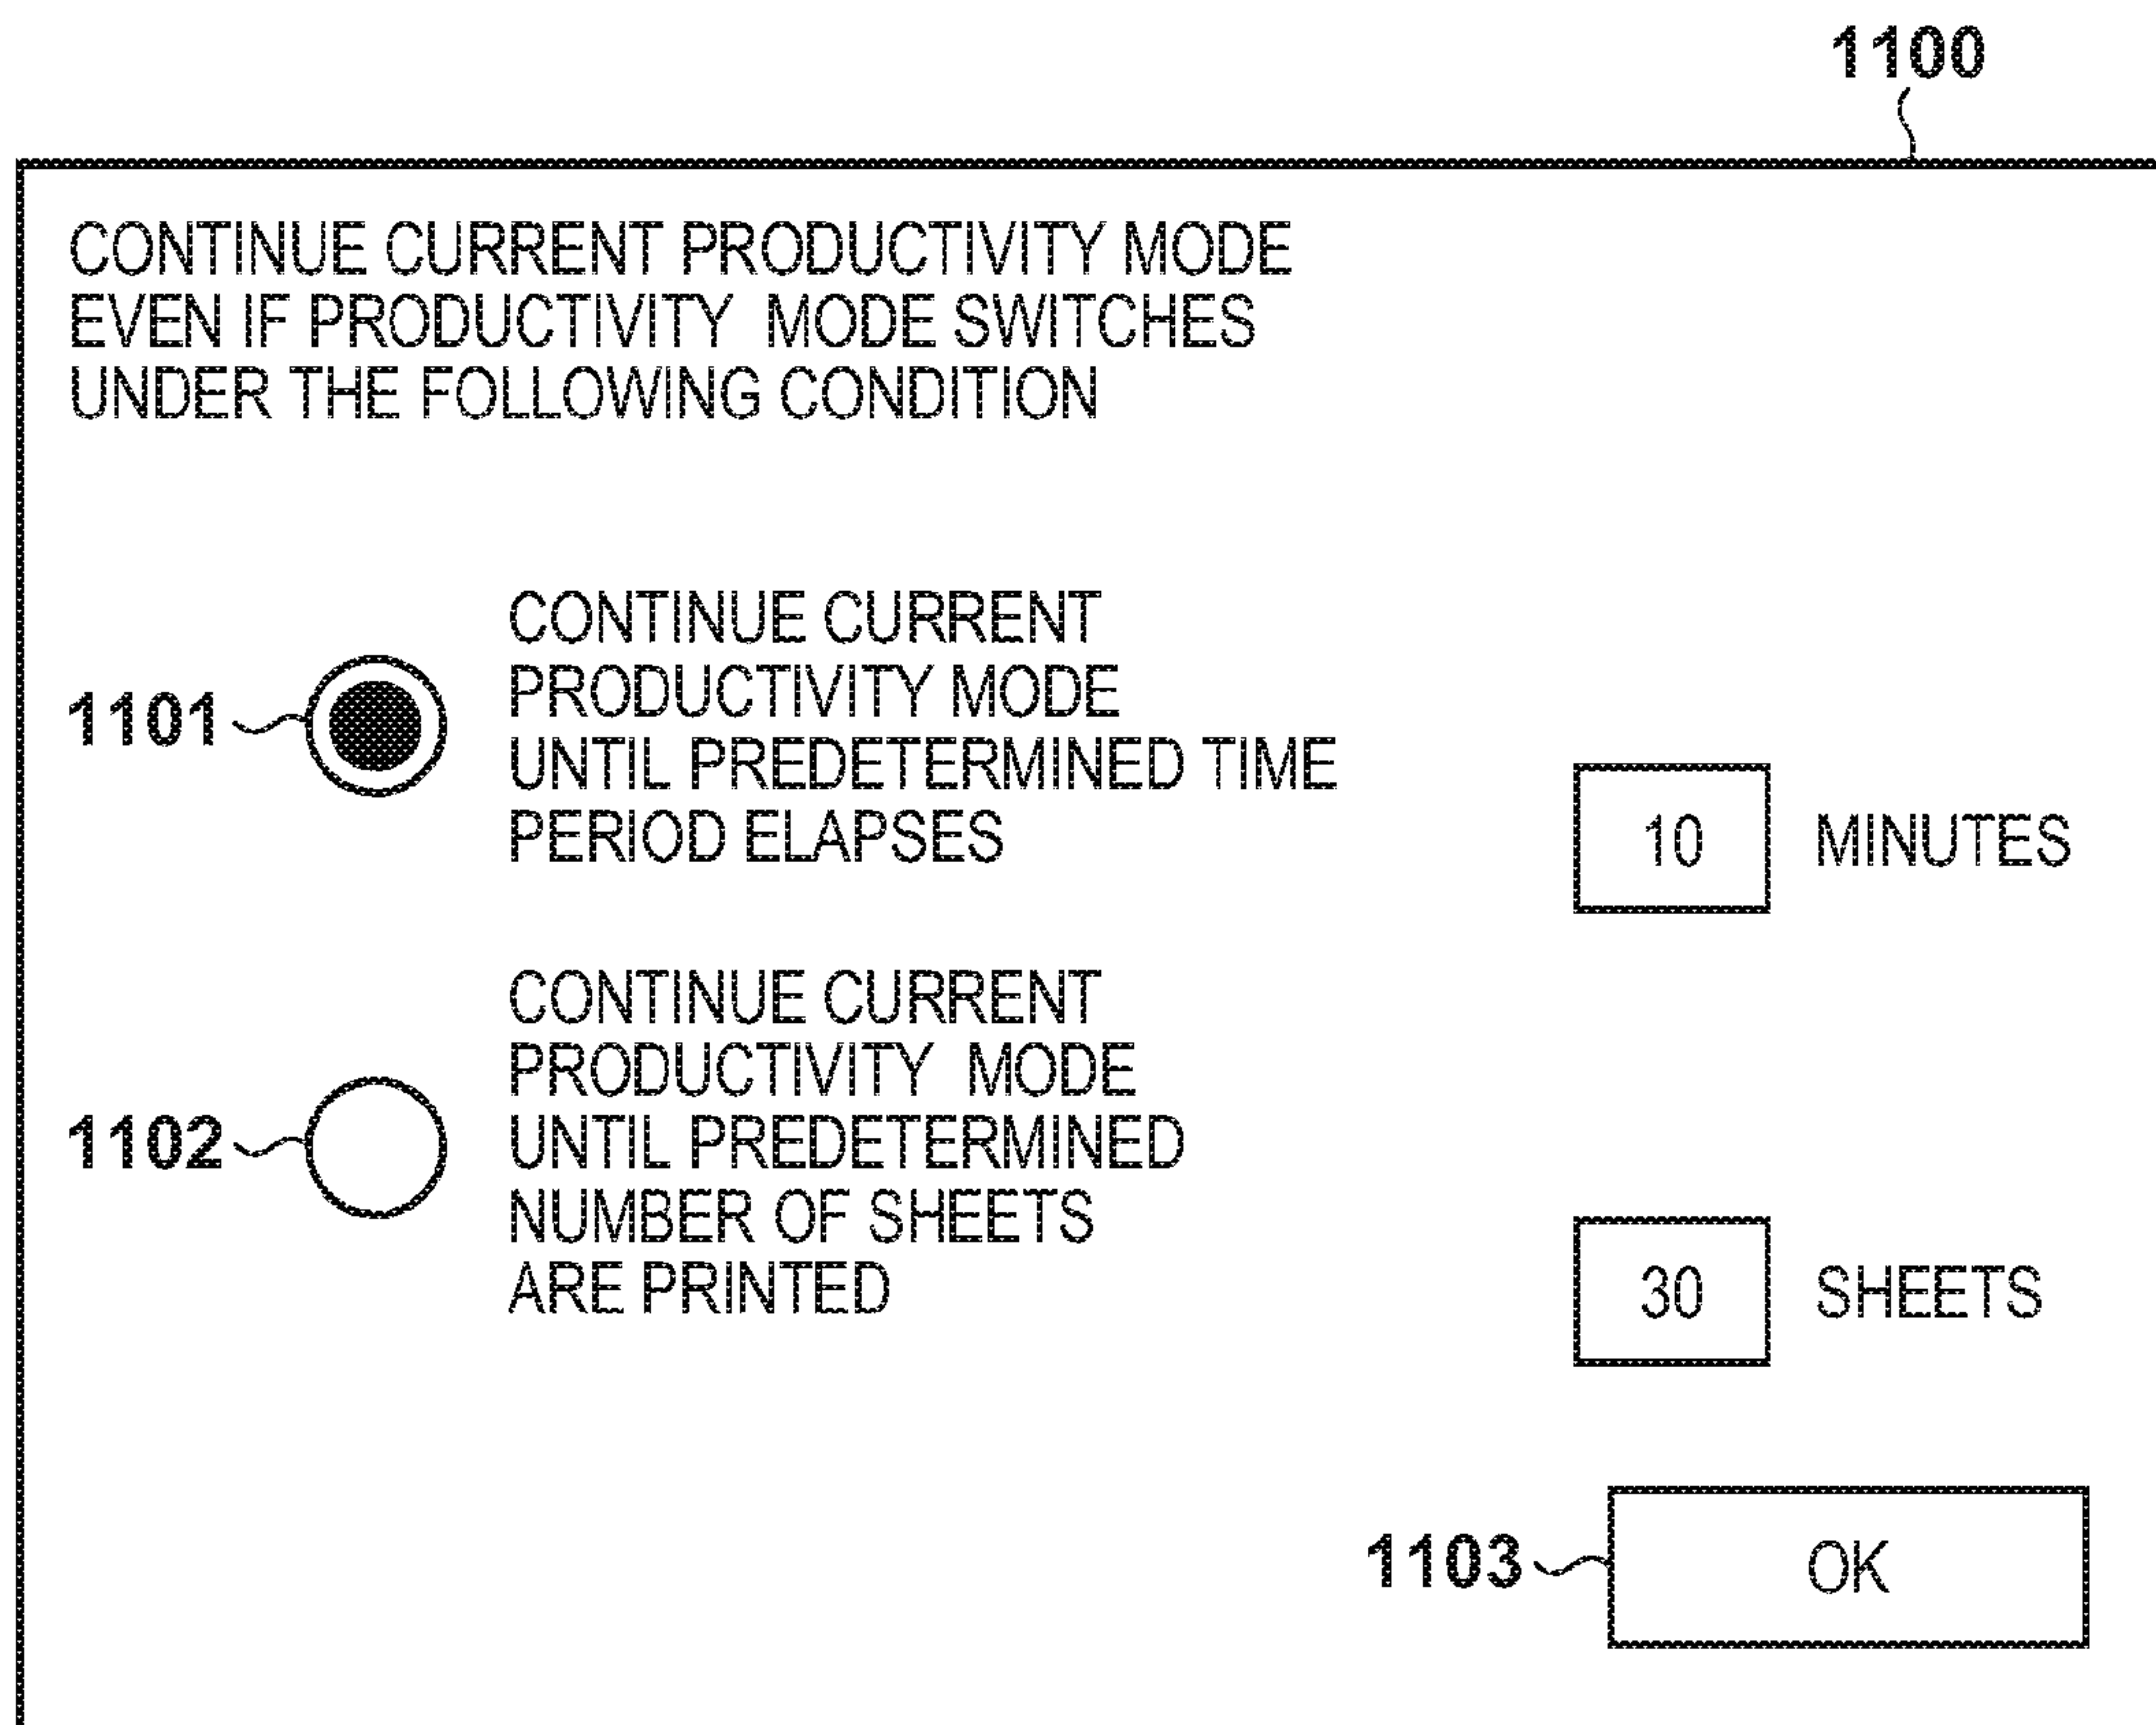 1100
CONTINUE CURRENT PRODUCTIVITY MODE
EVEN IF PRODUCTIVITY MODE SWITCHES
UNDER THE FOLLOWING CONDITION
1101
CONTINUE CURRENT
PRODUCTIVITY MODE
UNTIL PREDETERMINED TIME
PERIOD ELAPSES
10 MINUTES
1102
CONTINUE CURRENT
PRODUCTIVITY MODE
UNTIL PREDETERMINED
NUMBER OF SHEETS
ARE PRINTED
30 SHEETS
1103
OK